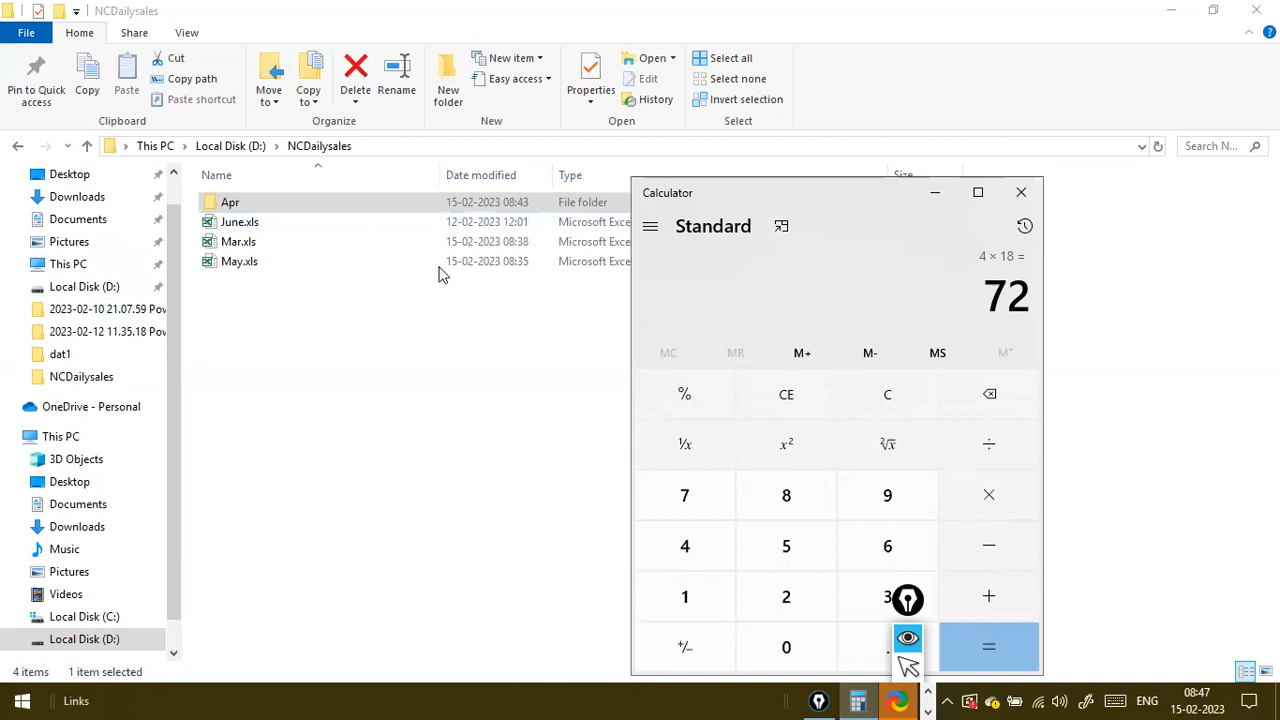 NCDailysales
File Home Share View
Pin to Quick access
Copy
Paste
Cut
Copy path
Paste shortcut
Clipboard
Move to
Copy to
Delete
Rename
Organize
New folder
New item
Easy access
New
Properties
Open
Edit
History
Open
Select all
Select none
Invert selection
Select
This PC Local Disk (D:) NCDailysales
Search N...
Desktop
Downloads
Documents
Pictures
This PC
Local Disk (D:)
2023-02-10 21.07.59 Pov
2023-02-12 11.35.18 Pov
dat1
NCDailysales
OneDrive - Personal
This PC
3D Objects
Desktop
Documents
Downloads
Music
Pictures
Videos
Local Disk (C:)
Local Disk (D:)
Name Date modified Type Size
Apr 15-02-2023 08:43 File folder
June.xls 12-02-2023 12:01 Microsoft Exce
Mar.xls 15-02-2023 08:38 Microsoft Exce
May.xls 15-02-2023 08:35 Microsoft Exce
Calculator
Standard
4 × 18 =
72
MC MR M+ M- MS M˅
% CE C
¹/x x² ²√x ÷
7 8 9 ×
4 5 6 −
1 2 3 +
+/− 0 . =
4 items 1 item selected
Links
ENG
08:47
15-02-2023